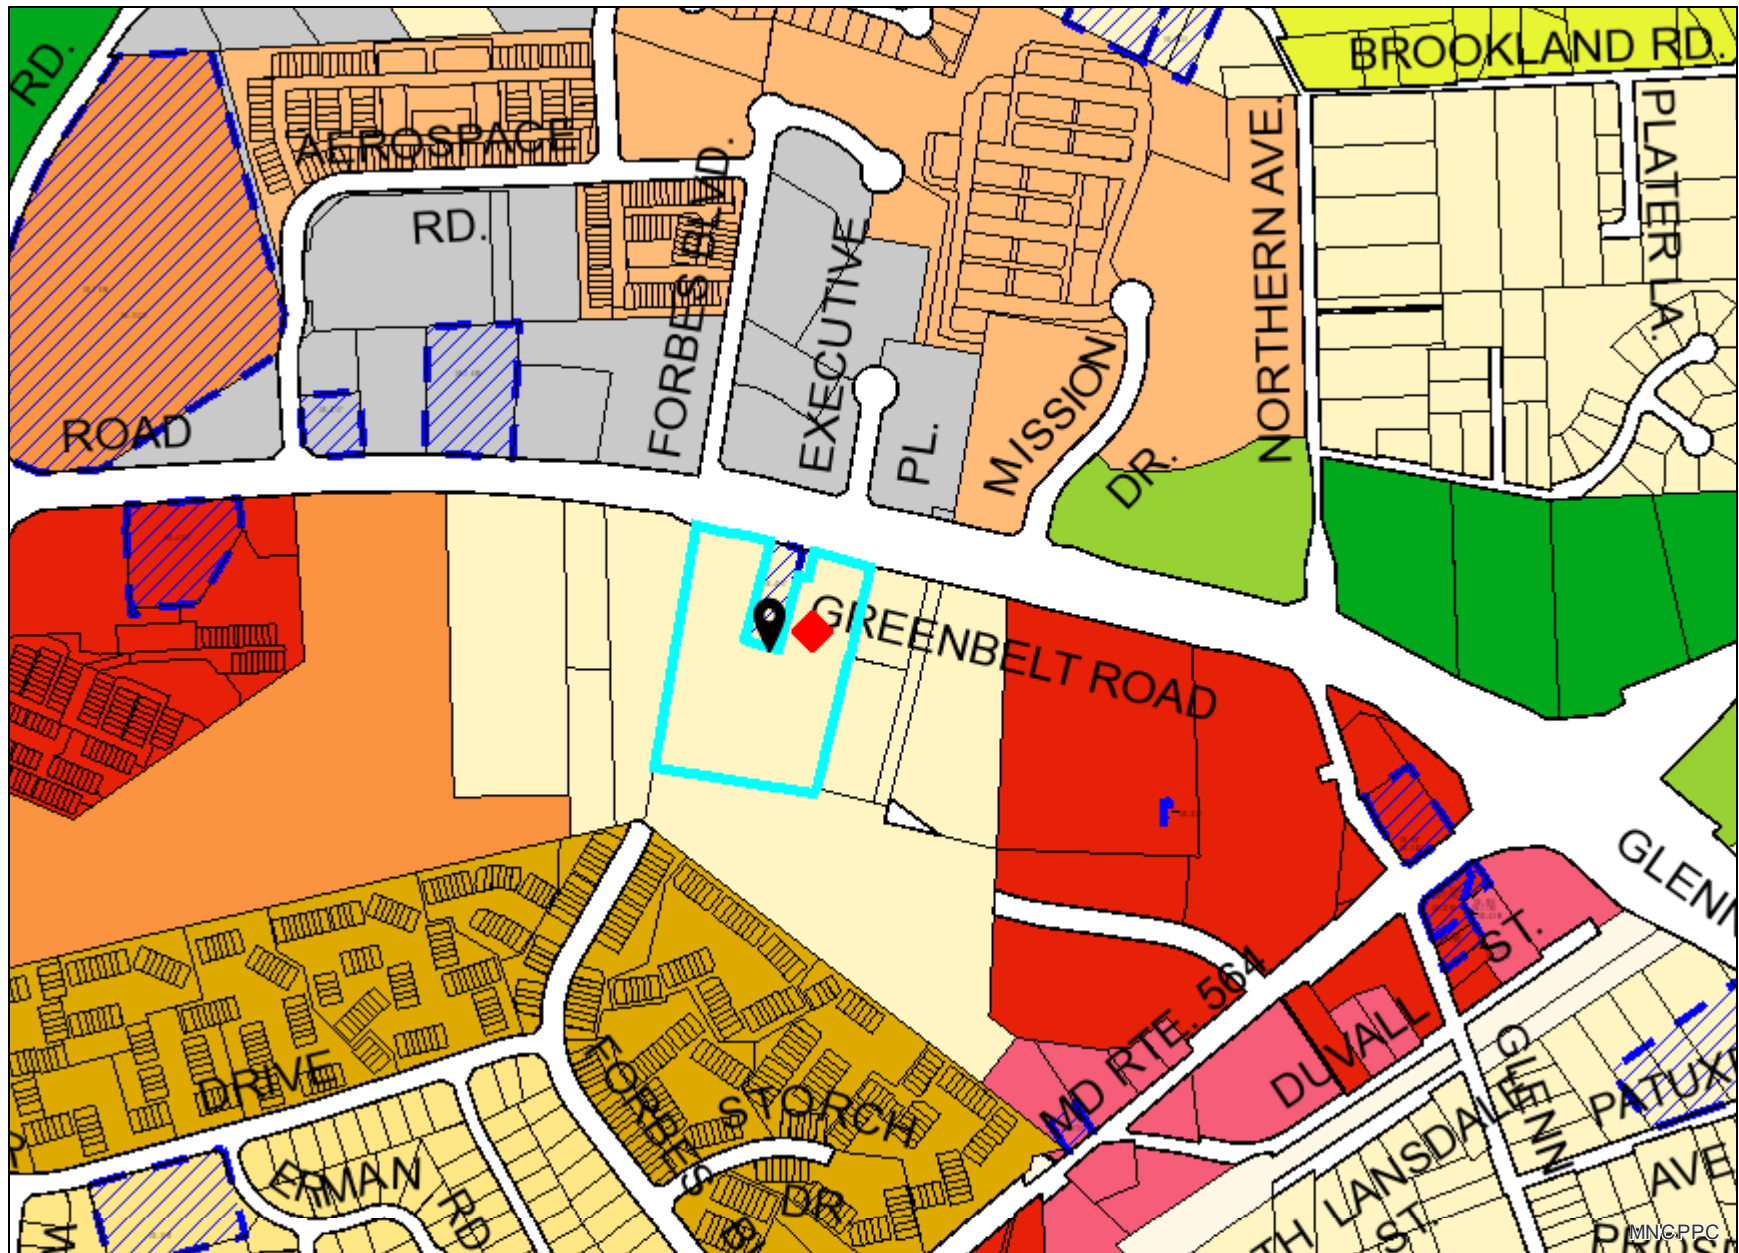 RD.
BROOKLAND RD.
AEROSPACE
RD.
FORBES BLVD.
EXECUTIVE
PL.
MISSION
DR.
NORTHERN AVE.
PLATER LA.
ROAD
GREENBELT ROAD
GLENN
ST.
MD RTE. 564
DUVALL
GLENN
DRIVE
FORBES
STORCH
DR
ERMAN
RD
LANSDALE
ST.
AVE
MNCPPC